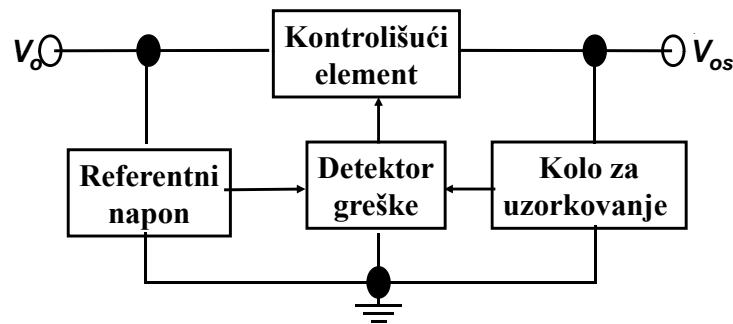 Kontrolišući
element
Vo
Vos
Referentni
napon
Detektor
greške
Kolo za
uzorkovanje